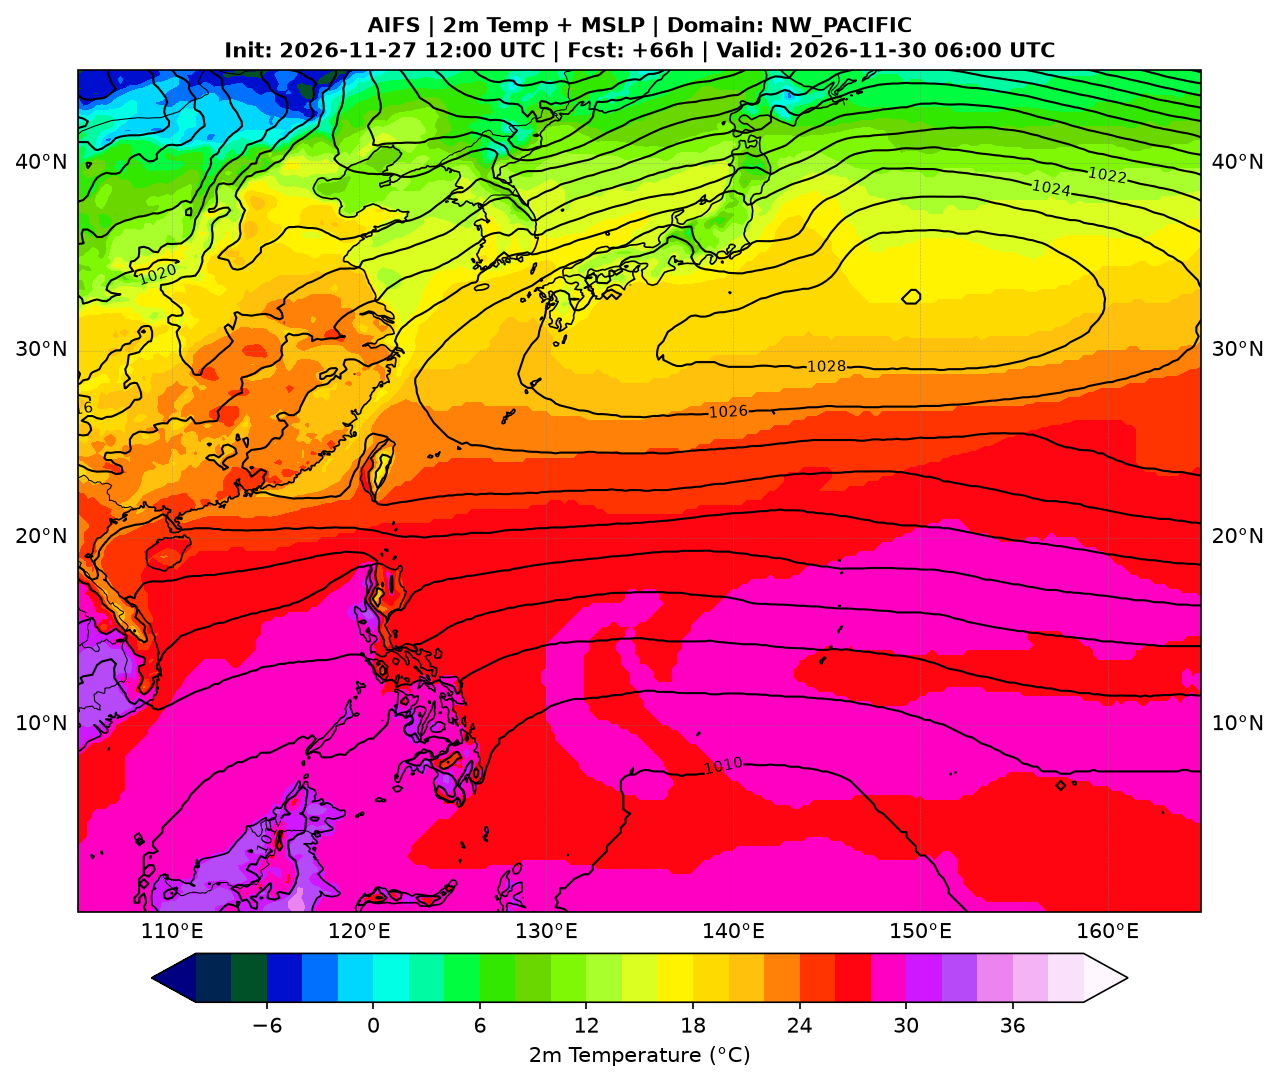 AIFS | 2m Temp + MSLP | Domain: NW_PACIFIC
Init: 2026-11-27 12:00 UTC | Fcst: +66h | Valid: 2026-11-30 06:00 UTC
40°N
40°N
1022
1024
1020
30°N
30°N
1028
16
1026
20°N
20°N
10°N
10°N
1010
110°E
120°E
130°E
140°E
150°E
160°E
−6
0
6
12
18
24
30
36
2m Temperature (°C)